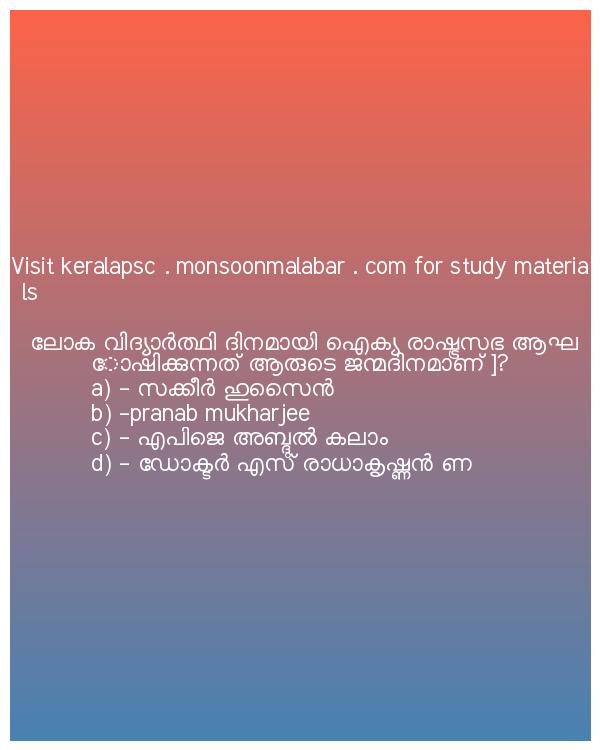 Visit keralapsc . monsoonmalabar . com for study materia
ls
ലോക വിദ്യാർത്ഥി ദിനമായി ഐക്യ രാഷ്ട്രസഭ ആഘ
ോഷിക്കുന്നത് ആരുടെ ജന്മദിനമാണ് ]?
a) – സക്കീർ ഹുസൈൻ
b) –pranab mukharjee
c) – എപിജെ അബ്ദുൽ കലാം
d) – ഡോക്ടർ എസ് രാധാകൃഷ്ണൻ ണ